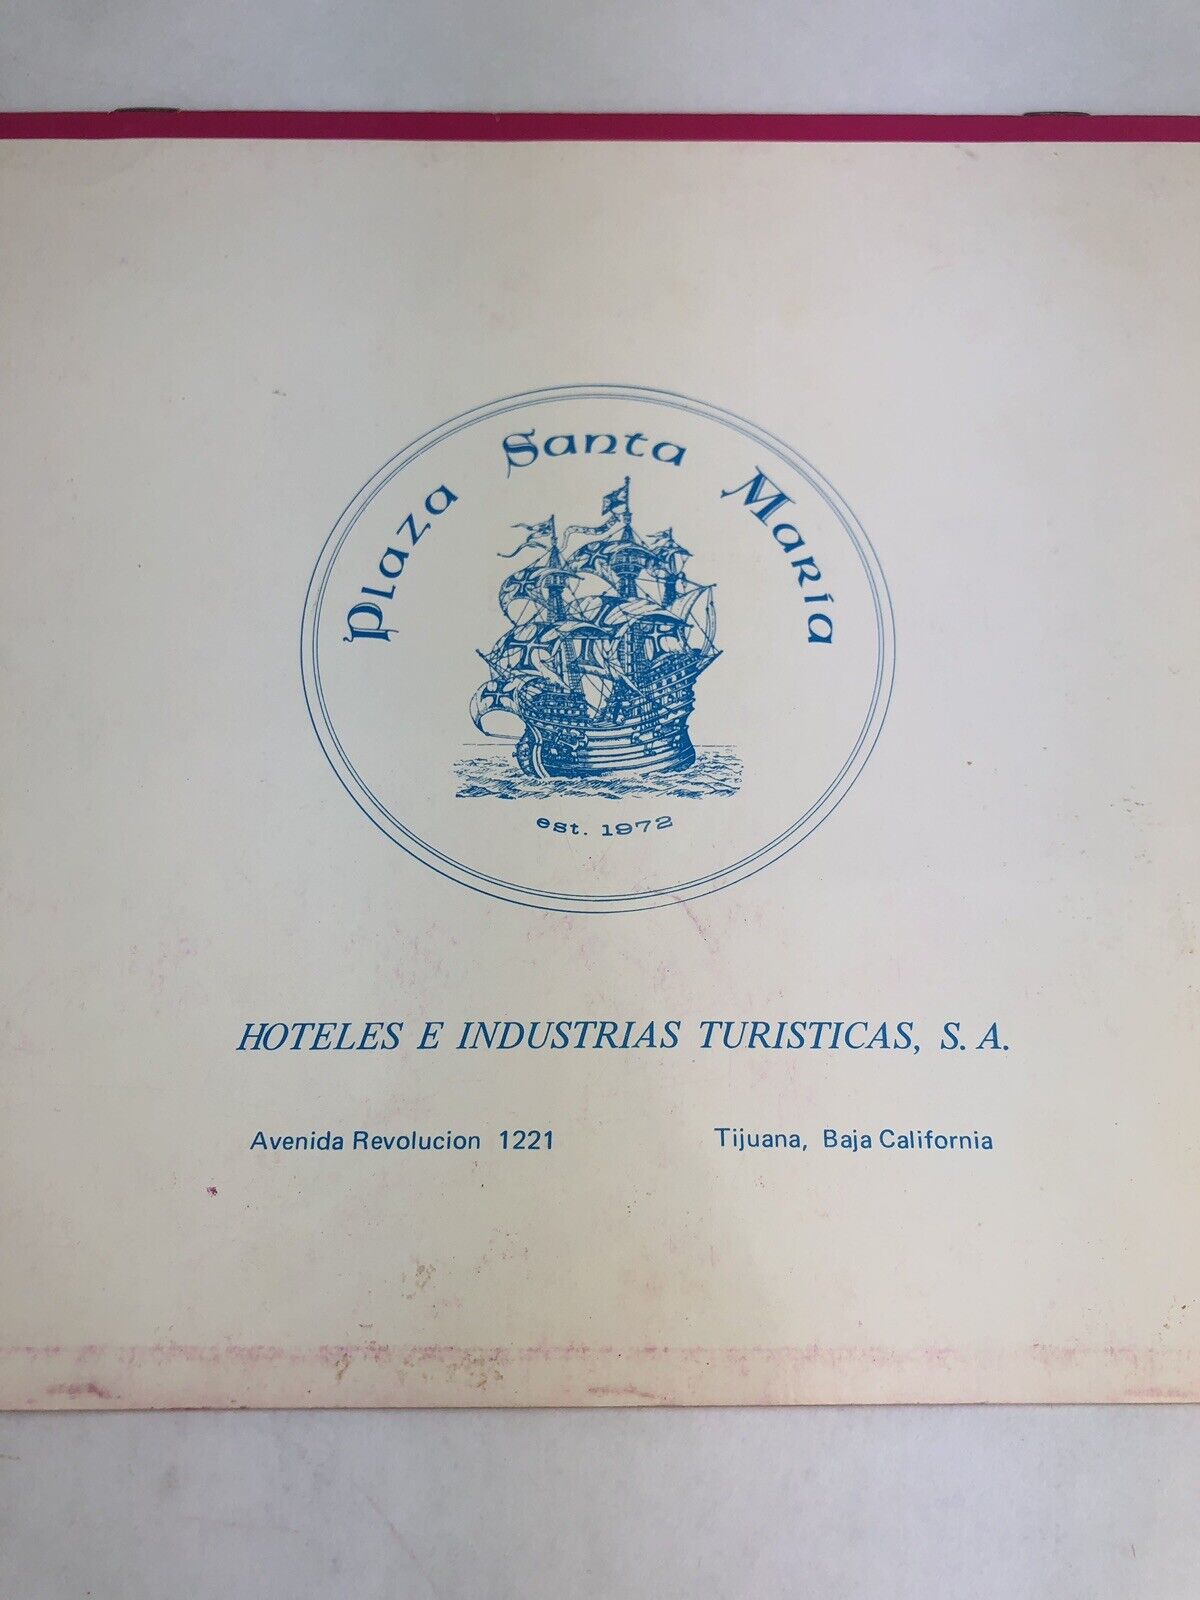 Plaza Santa María
est. 1972
HOTELES E INDUSTRIAS TURISTICAS, S. A.
Avenida Revolucion 1221 Tijuana, Baja California